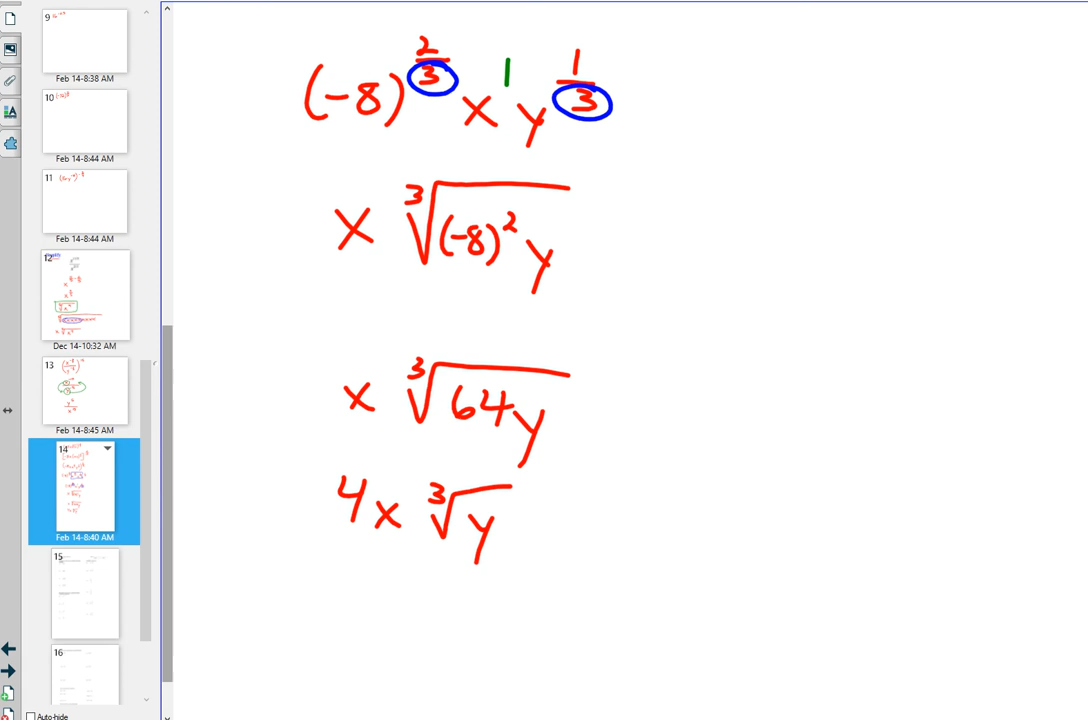 9
Feb 14-8:38 AM
10
Feb 14-8:44 AM
11
Feb 14-8:44 AM
12
Dec 14-10:32 AM
13
Feb 14-8:45 AM
14
Feb 14-8:40 AM
15
16
Auto-hide
(-8)^(2/3) x^1 y^(1/3)
x ∛((-8)² y)
x ∛(64y)
4x ∛y